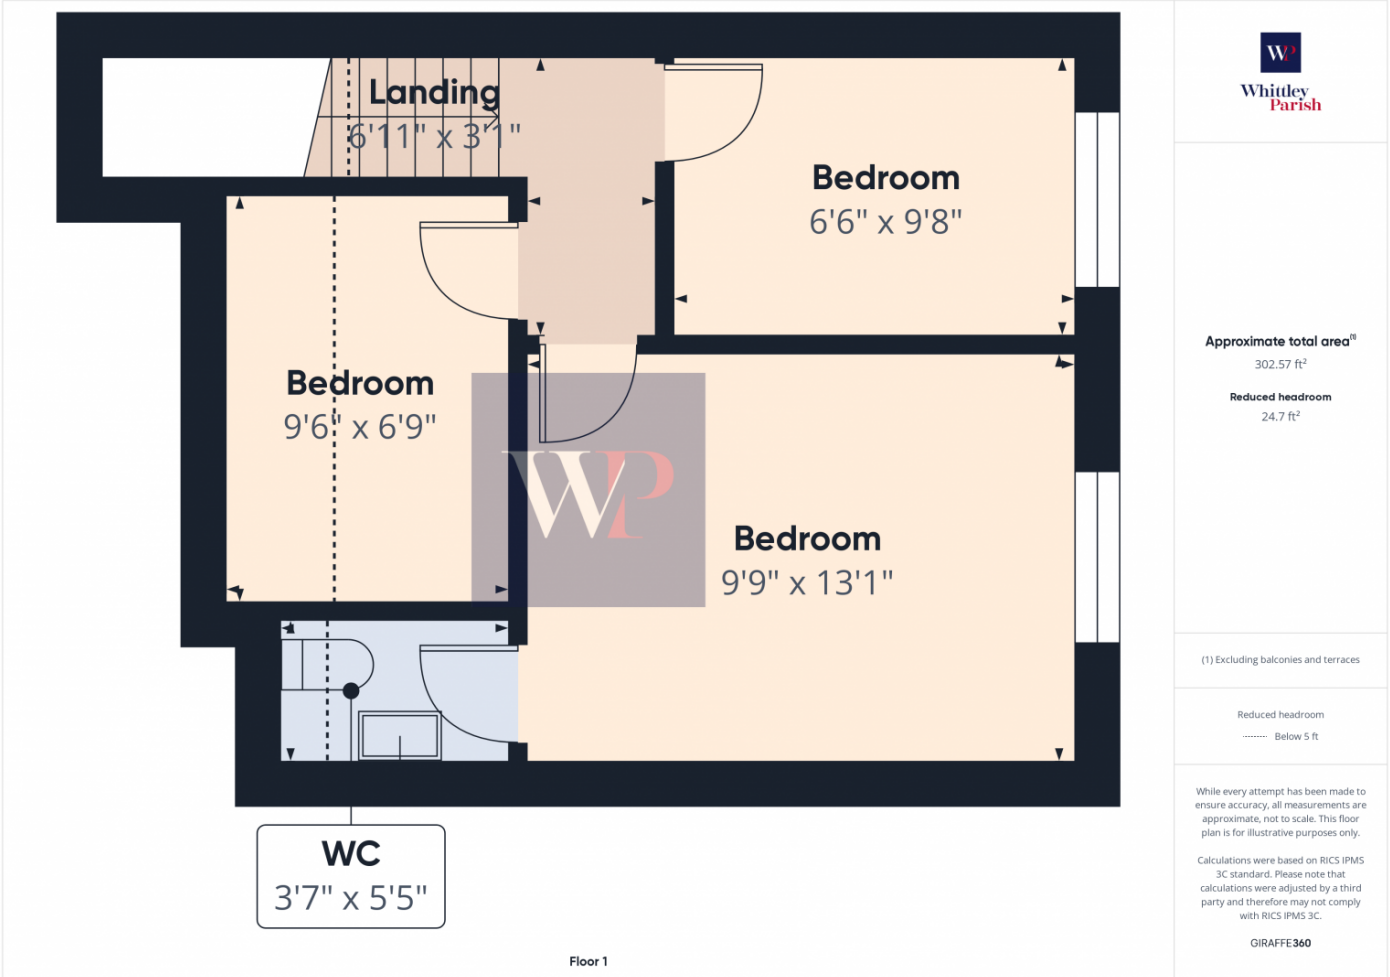 Landing
6'11" x 3'1"
Bedroom
6'6" x 9'8"
Bedroom
9'6" x 6'9"
WP
Bedroom
9'9" x 13'1"
WC
3'7" x 5'5"
Floor 1
WP
Whittley
Parish
Approximate total area(1)
302.57 ft²
Reduced headroom
24.7 ft²
(1) Excluding balconies and terraces
Reduced headroom
Below 5 ft
While every attempt has been made to
ensure accuracy, all measurements are
approximate, not to scale. This floor
plan is for illustrative purposes only.
Calculations were based on RICS IPMS
3C standard. Please note that
calculations were adjusted by a third
party and therefore may not comply
with RICS IPMS 3C.
GIRAFFE360